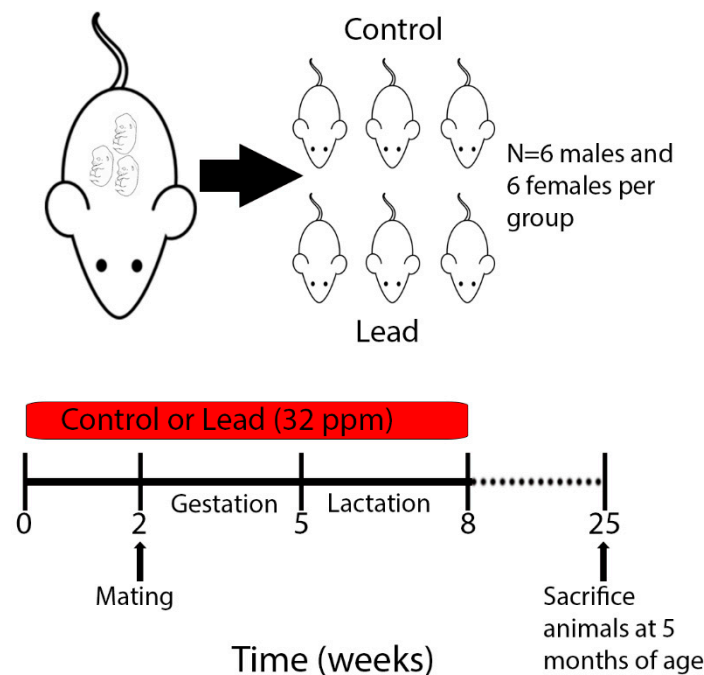 Control
N=6 males and
6 females per
group
Lead
Control or Lead (32 ppm)
Gestation
Lactation
0
2
5
8
25
Mating
Sacrifice
animals at 5
months of age
Time (weeks)